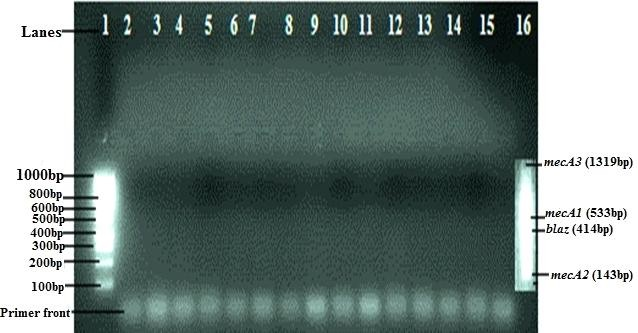 Lanes 1 2 3 4 5 6 7 8 9 10 11 12 13 14 15 16
mecA3 (1319bp)
1000bp
800bp
600bp
500bp
400bp
300bp
200bp
100bp
mecA1 (533bp)
blaz (414bp)
mecA2 (143bp)
Primer front